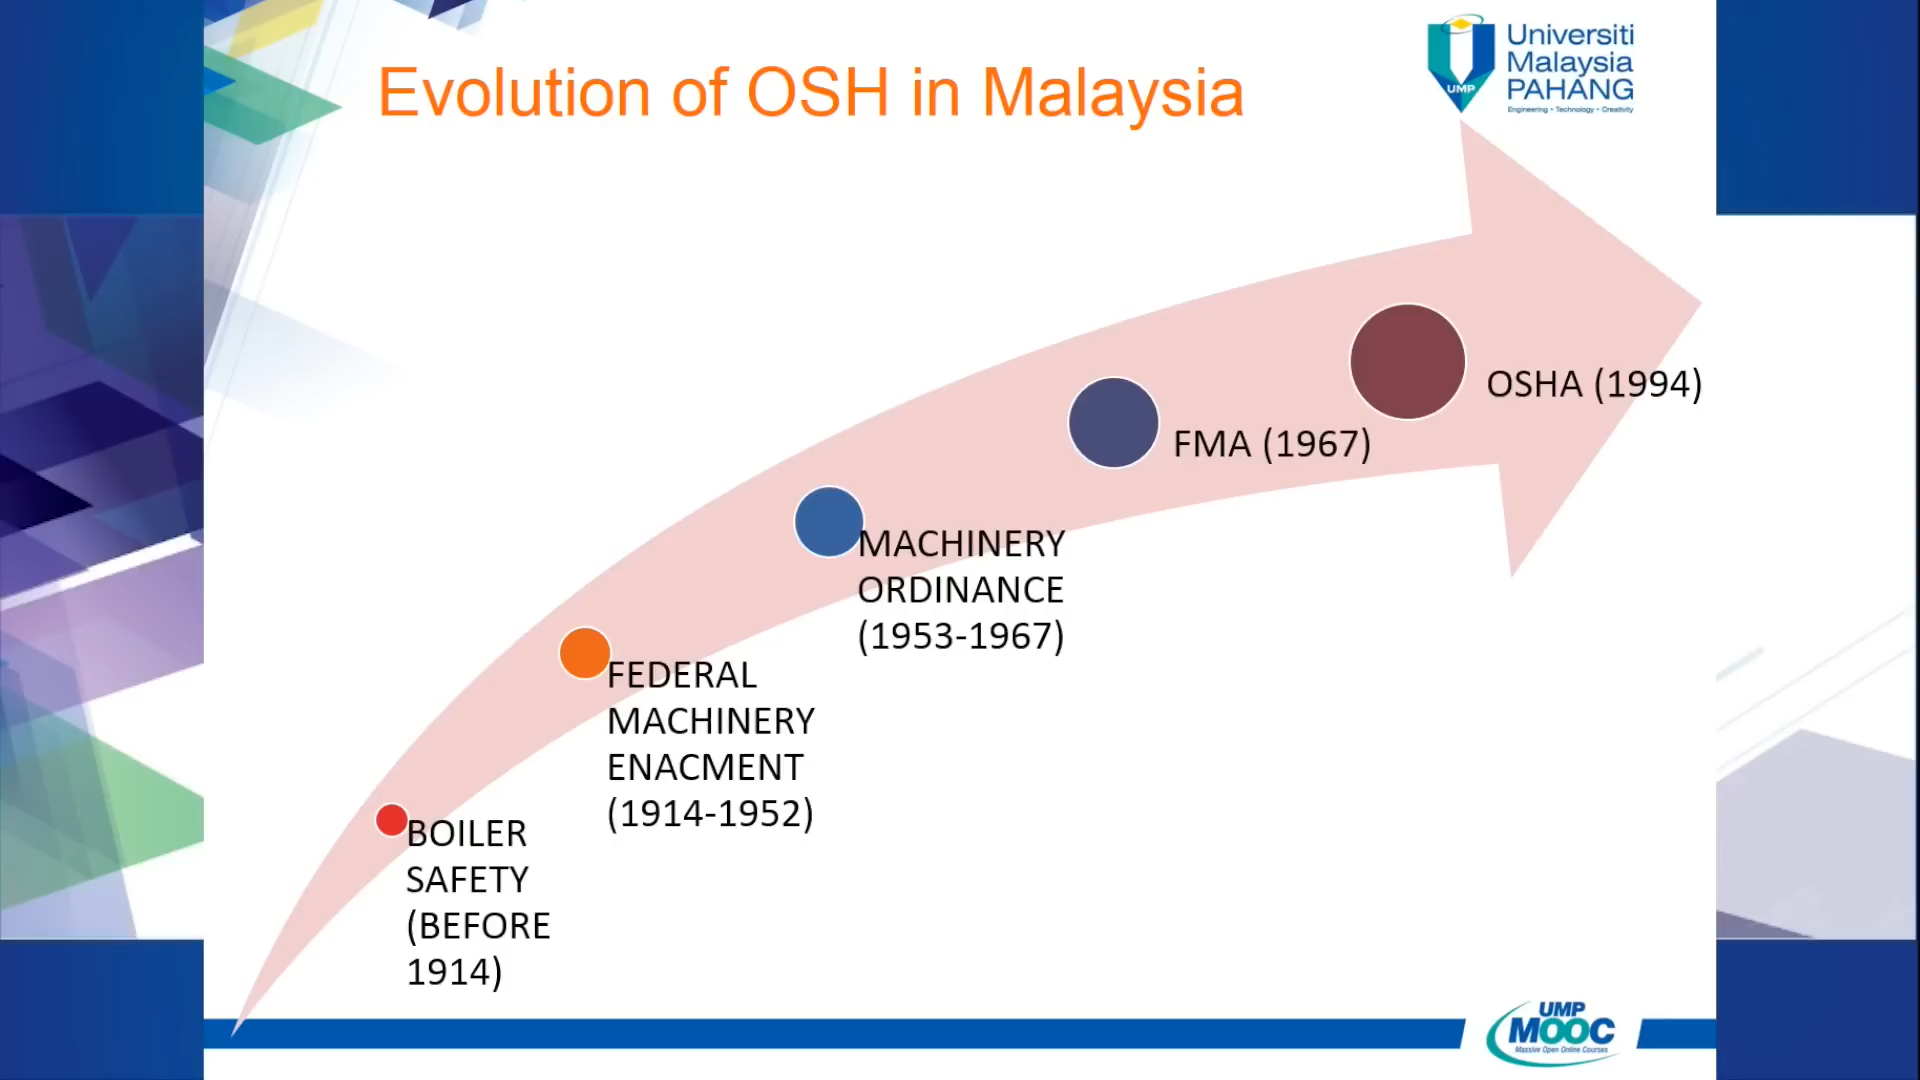 Evolution of OSH in Malaysia
Universiti
Malaysia
PAHANG
Engineering • Technology • Creativity
UMP
OSHA (1994)
FMA (1967)
MACHINERY
ORDINANCE
(1953-1967)
FEDERAL
MACHINERY
ENACMENT
(1914-1952)
BOILER
SAFETY
(BEFORE
1914)
UMP
MOOC
Massive Open Online Courses